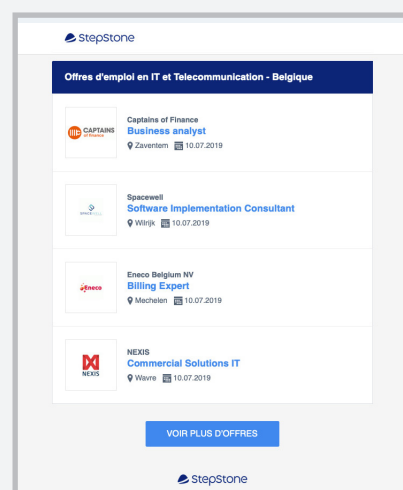 StepStone
Offres d'emploi en IT et Telecommunication - Belgique
CAPTAINS
of finance
Captains of Finance
Business analyst
Zaventem 10.07.2019
SPACEWELL
Spacewell
Software Implementation Consultant
Wilrijk 10.07.2019
eneco
Eneco Belgium NV
Billing Expert
Mechelen 10.07.2019
NEXIS
NEXIS
Commercial Solutions IT
Wavre 10.07.2019
VOIR PLUS D'OFFRES
StepStone